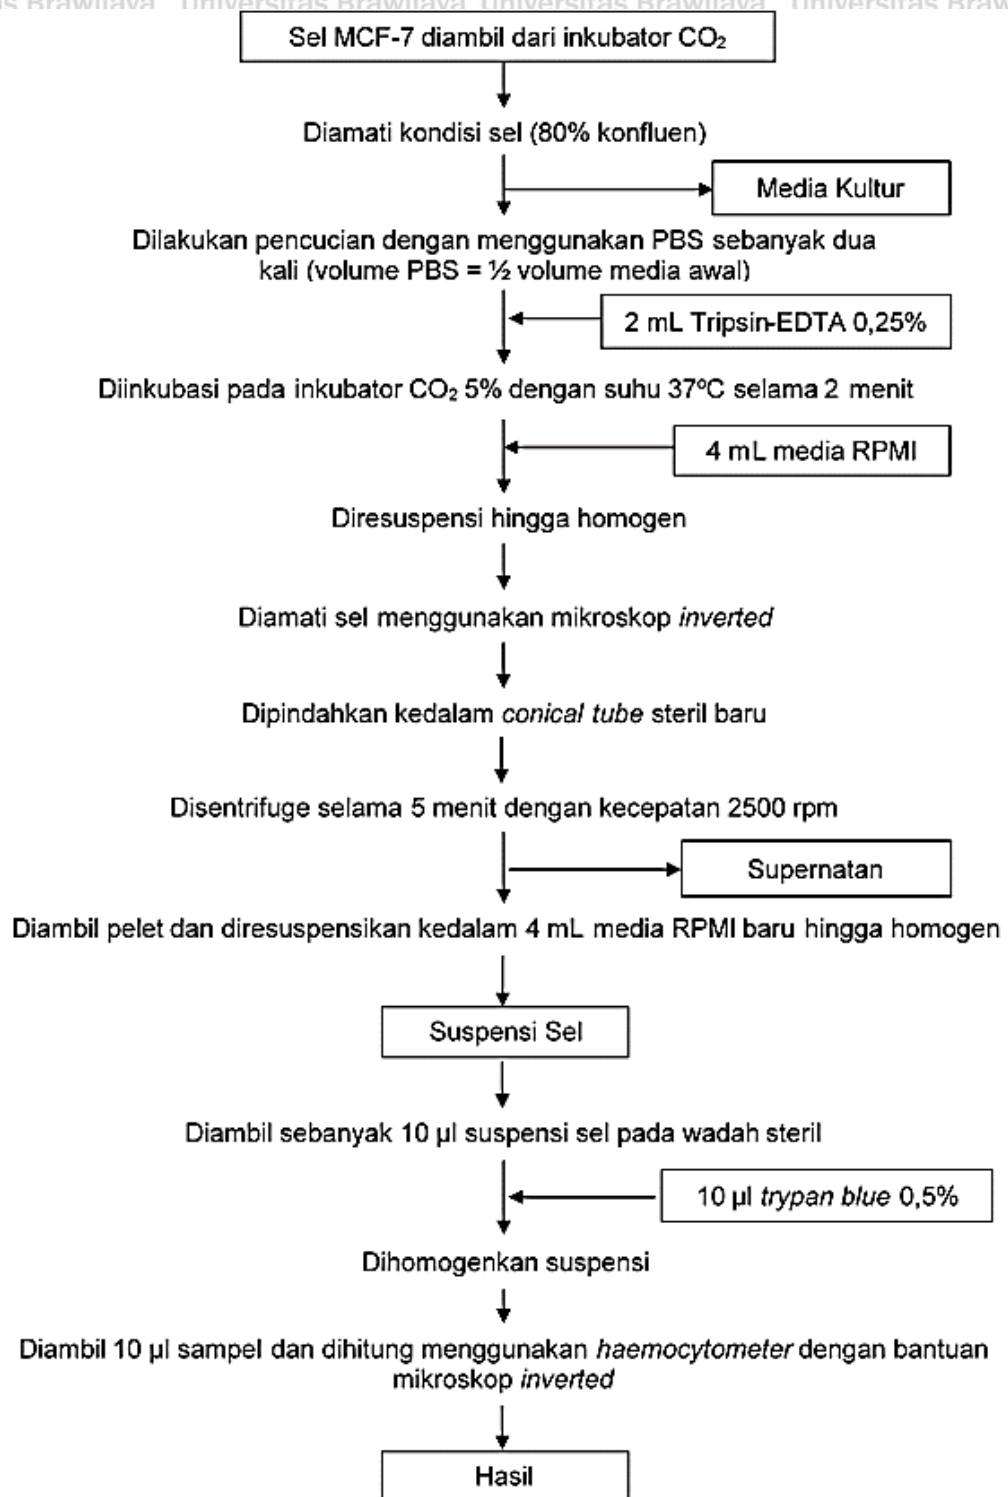 Universitas Brawijaya Universitas Brawijaya
Sel MCF-7 diambil dari inkubator CO₂
Diamati kondisi sel (80% konfluen)
Media Kultur
Dilakukan pencucian dengan menggunakan PBS sebanyak dua
kali (volume PBS = ½ volume media awal)
2 mL Tripsin-EDTA 0,25%
Diinkubasi pada inkubator CO₂ 5% dengan suhu 37ºC selama 2 menit
4 mL media RPMI
Diresuspensi hingga homogen
Diamati sel menggunakan mikroskop inverted
Dipindahkan kedalam conical tube steril baru
Disentrifuge selama 5 menit dengan kecepatan 2500 rpm
Supernatan
Diambil pelet dan diresuspensikan kedalam 4 mL media RPMI baru hingga homogen
Suspensi Sel
Diambil sebanyak 10 µl suspensi sel pada wadah steril
10 µl trypan blue 0,5%
Dihomogenkan suspensi
Diambil 10 µl sampel dan dihitung menggunakan haemocytometer dengan bantuan
mikroskop inverted
Hasil